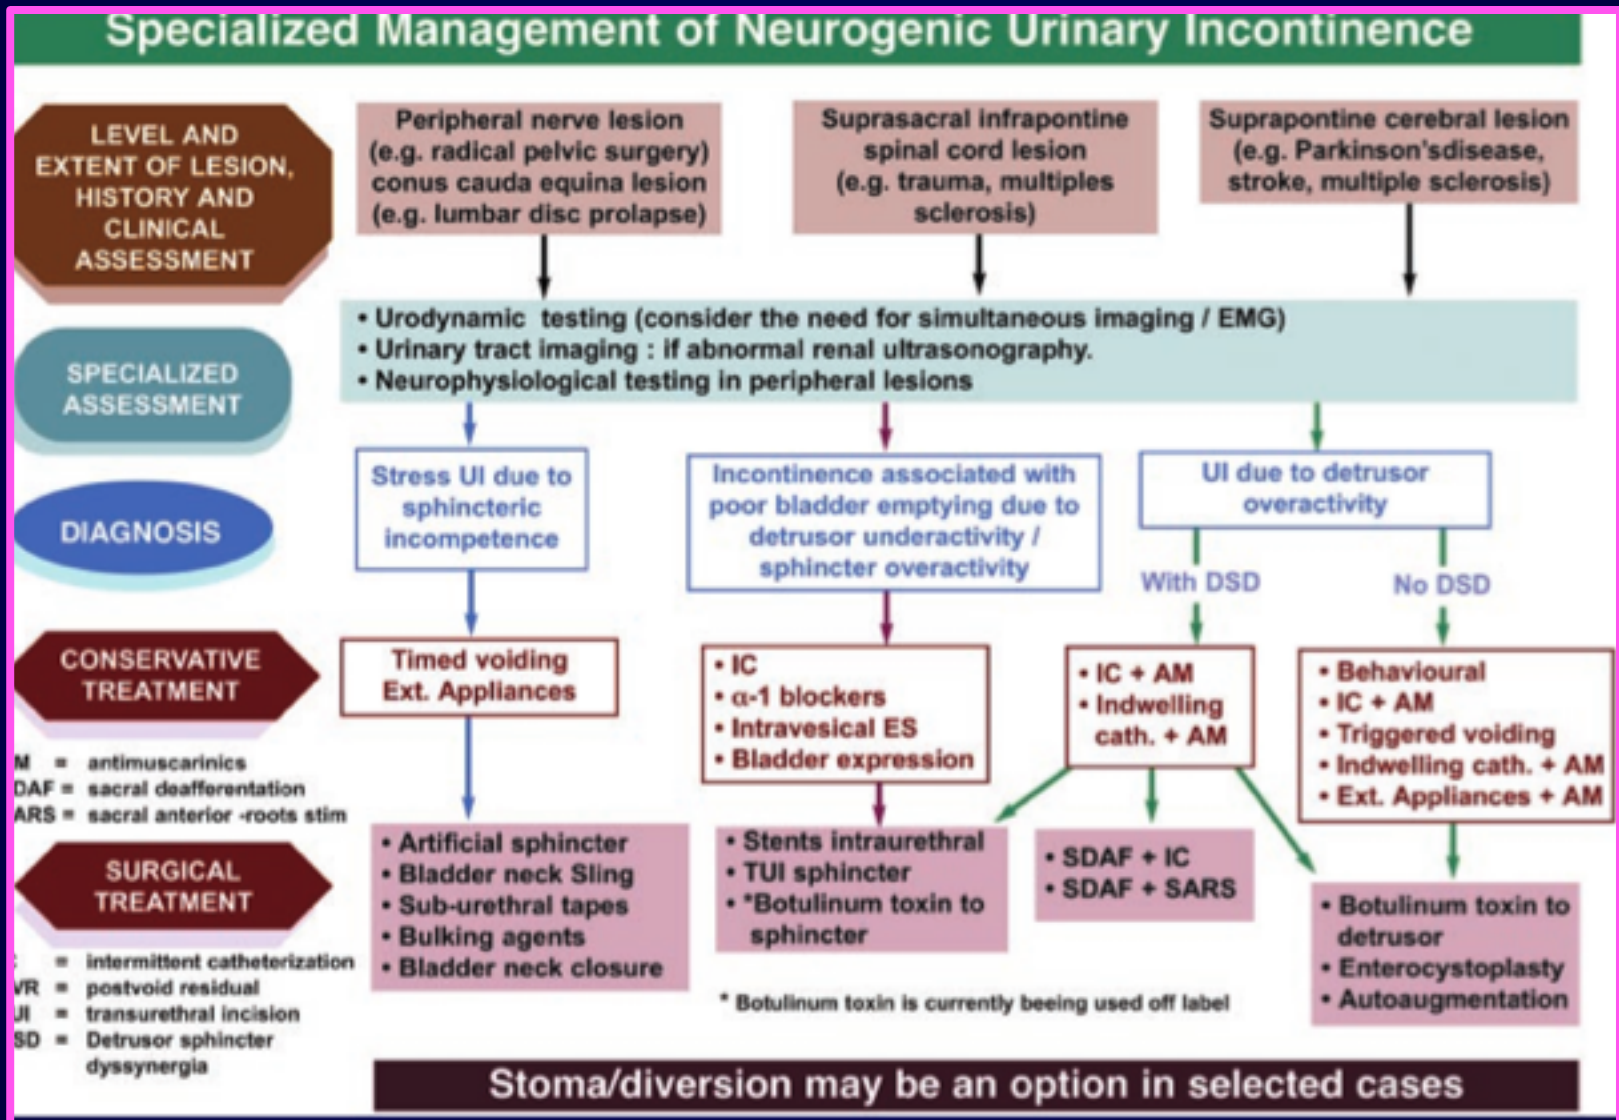 Specialized Management of Neurogenic Urinary Incontinence
LEVEL AND
EXTENT OF LESION,
HISTORY AND
CLINICAL
ASSESSMENT
Peripheral nerve lesion
(e.g. radical pelvic surgery)
conus cauda equina lesion
(e.g. lumbar disc prolapse)
Suprasacral infrapontine
spinal cord lesion
(e.g. trauma, multiples
sclerosis)
Suprapontine cerebral lesion
(e.g. Parkinson'sdisease,
stroke, multiple sclerosis)
SPECIALIZED
ASSESSMENT
• Urodynamic testing (consider the need for simultaneous imaging / EMG)
• Urinary tract imaging : if abnormal renal ultrasonography.
• Neurophysiological testing in peripheral lesions
DIAGNOSIS
Stress UI due to
sphincteric
incompetence
Incontinence associated with
poor bladder emptying due to
detrusor underactivity /
sphincter overactivity
UI due to detrusor
overactivity
With DSD
No DSD
CONSERVATIVE
TREATMENT
Timed voiding
Ext. Appliances
• IC
• α-1 blockers
• Intravesical ES
• Bladder expression
• IC + AM
• Indwelling
cath. + AM
• Behavioural
• IC + AM
• Triggered voiding
• Indwelling cath. + AM
• Ext. Appliances + AM
M = antimuscarinics
DAF = sacral deafferentation
ARS = sacral anterior -roots stim
SURGICAL
TREATMENT
• Artificial sphincter
• Bladder neck Sling
• Sub-urethral tapes
• Bulking agents
• Bladder neck closure
• Stents intraurethral
• TUI sphincter
• *Botulinum toxin to
sphincter
• SDAF + IC
• SDAF + SARS
• Botulinum toxin to
detrusor
• Enterocystoplasty
• Autoaugmentation
= intermittent catheterization
VR = postvoid residual
UI = transurethral incision
SD = Detrusor sphincter
dyssynergia
* Botulinum toxin is currently beeing used off label
Stoma/diversion may be an option in selected cases